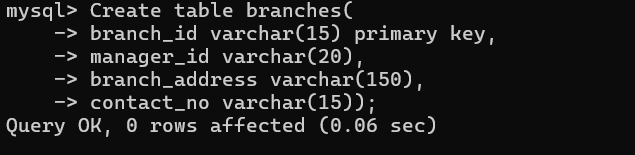 mysql> Create table branches(
    -> branch_id varchar(15) primary key,
    -> manager_id varchar(20),
    -> branch_address varchar(150),
    -> contact_no varchar(15));
Query OK, 0 rows affected (0.06 sec)